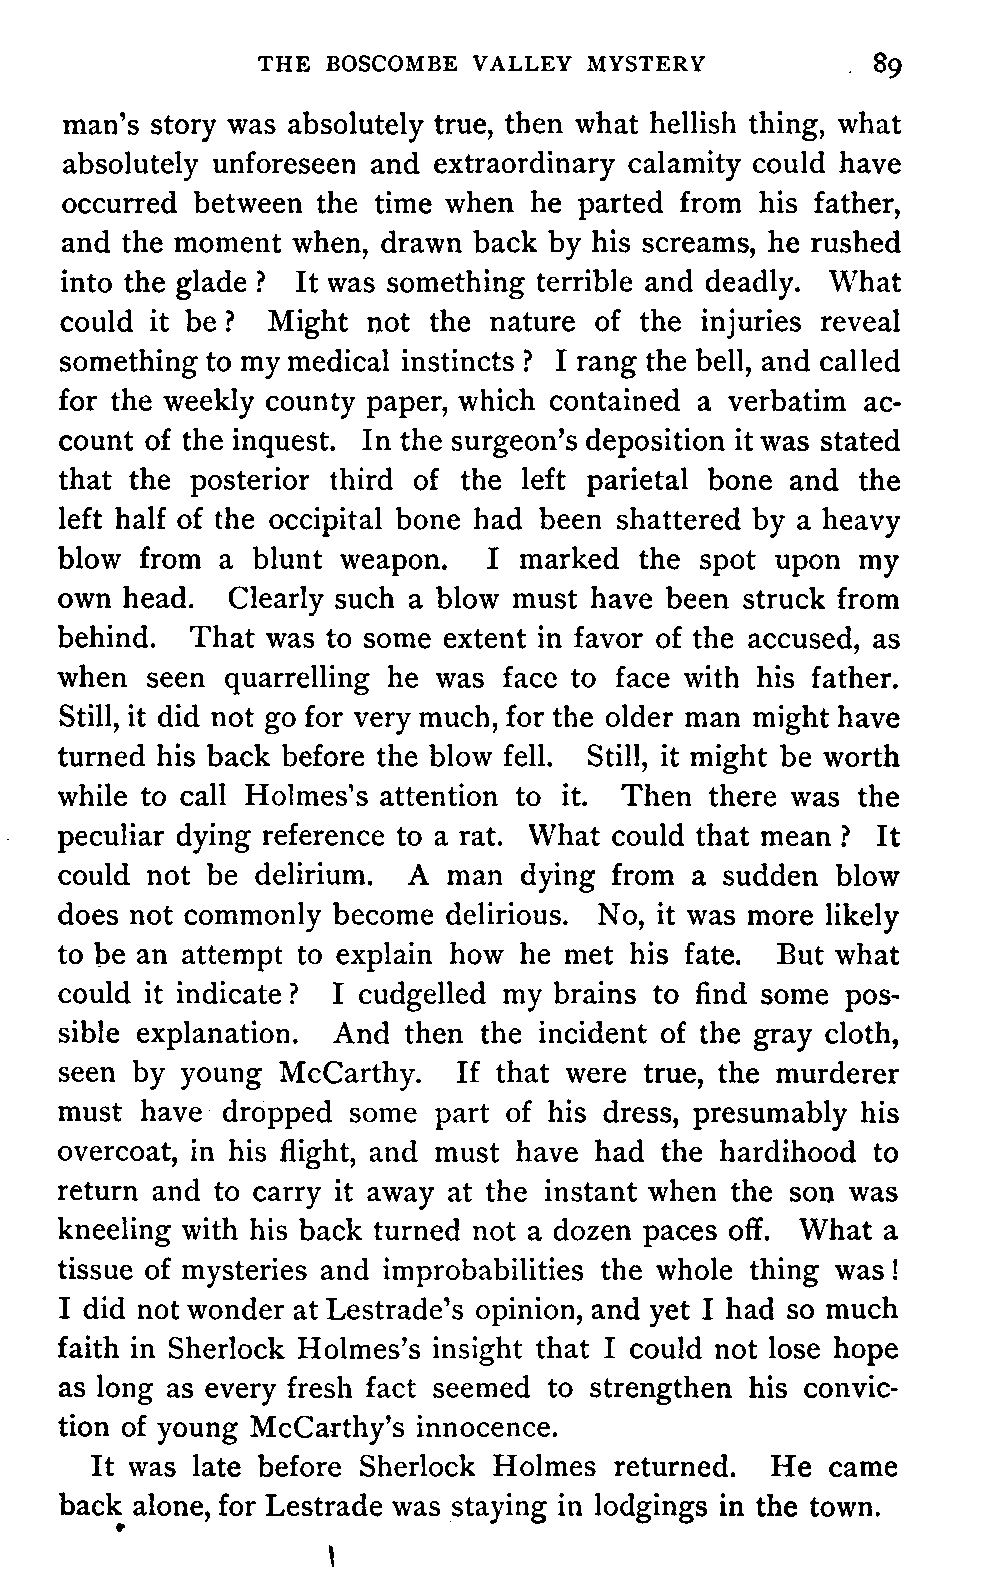 THE BOSCOMBE VALLEY MYSTERY 89
man's story was absolutely true, then what hellish thing, what
absolutely unforeseen and extraordinary calamity could have
occurred between the time when he parted from his father,
and the moment when, drawn back by his screams, he rushed
into the glade ? It was something terrible and deadly. What
could it be ? Might not the nature of the injuries reveal
something to my medical instincts ? I rang the bell, and called
for the weekly county paper, which contained a verbatim ac-
count of the inquest. In the surgeon's deposition it was stated
that the posterior third of the left parietal bone and the
left half of the occipital bone had been shattered by a heavy
blow from a blunt weapon. I marked the spot upon my
own head. Clearly such a blow must have been struck from
behind. That was to some extent in favor of the accused, as
when seen quarrelling he was face to face with his father.
Still, it did not go for very much, for the older man might have
turned his back before the blow fell. Still, it might be worth
while to call Holmes's attention to it. Then there was the
peculiar dying reference to a rat. What could that mean ? It
could not be delirium. A man dying from a sudden blow
does not commonly become delirious. No, it was more likely
to be an attempt to explain how he met his fate. But what
could it indicate ? I cudgelled my brains to find some pos-
sible explanation. And then the incident of the gray cloth,
seen by young McCarthy. If that were true, the murderer
must have dropped some part of his dress, presumably his
overcoat, in his flight, and must have had the hardihood to
return and to carry it away at the instant when the son was
kneeling with his back turned not a dozen paces off. What a
tissue of mysteries and improbabilities the whole thing was !
I did not wonder at Lestrade's opinion, and yet I had so much
faith in Sherlock Holmes's insight that I could not lose hope
as long as every fresh fact seemed to strengthen his convic-
tion of young McCarthy's innocence.
It was late before Sherlock Holmes returned. He came
back alone, for Lestrade was staying in lodgings in the town.